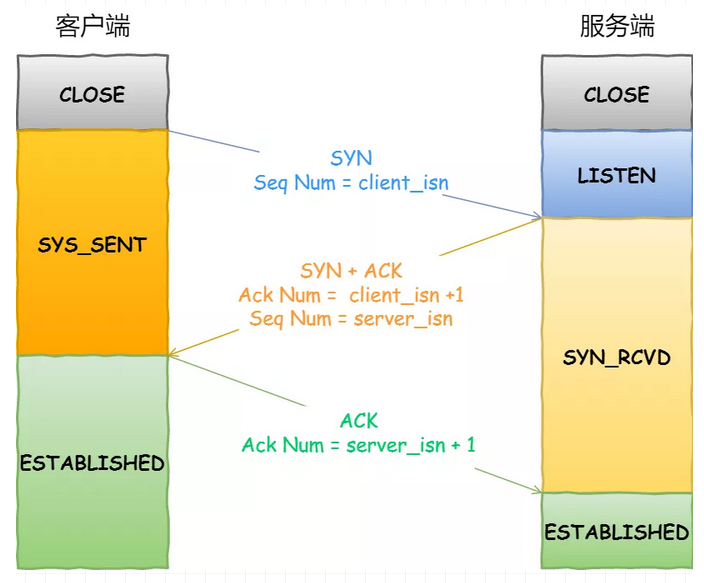 客户端
服务端
CLOSE
CLOSE
SYN
Seq Num = client_isn
LISTEN
SYS_SENT
SYN + ACK
Ack Num =  client_isn +1
Seq Num = server_isn
SYN_RCVD
ACK
Ack Num = server_isn + 1
ESTABLISHED
ESTABLISHED